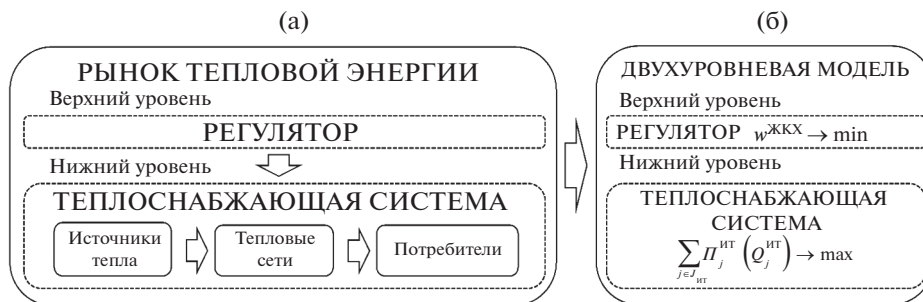 (а)
РЫНОК ТЕПЛОВОЙ ЭНЕРГИИ
Верхний уровень
РЕГУЛЯТОР
Нижний уровень
ТЕПЛОСНАБЖАЮЩАЯ СИСТЕМА
Источники
тепла
Тепловые
сети
Потребители
(б)
ДВУХУРОВНЕВАЯ МОДЕЛЬ
Верхний уровень
РЕГУЛЯТОР w^ЖКХ → min
Нижний уровень
ТЕПЛОСНАБЖАЮЩАЯ
СИСТЕМА
∑_{j∈J_ит} П_j^ИТ (Q_j^ИТ) → max